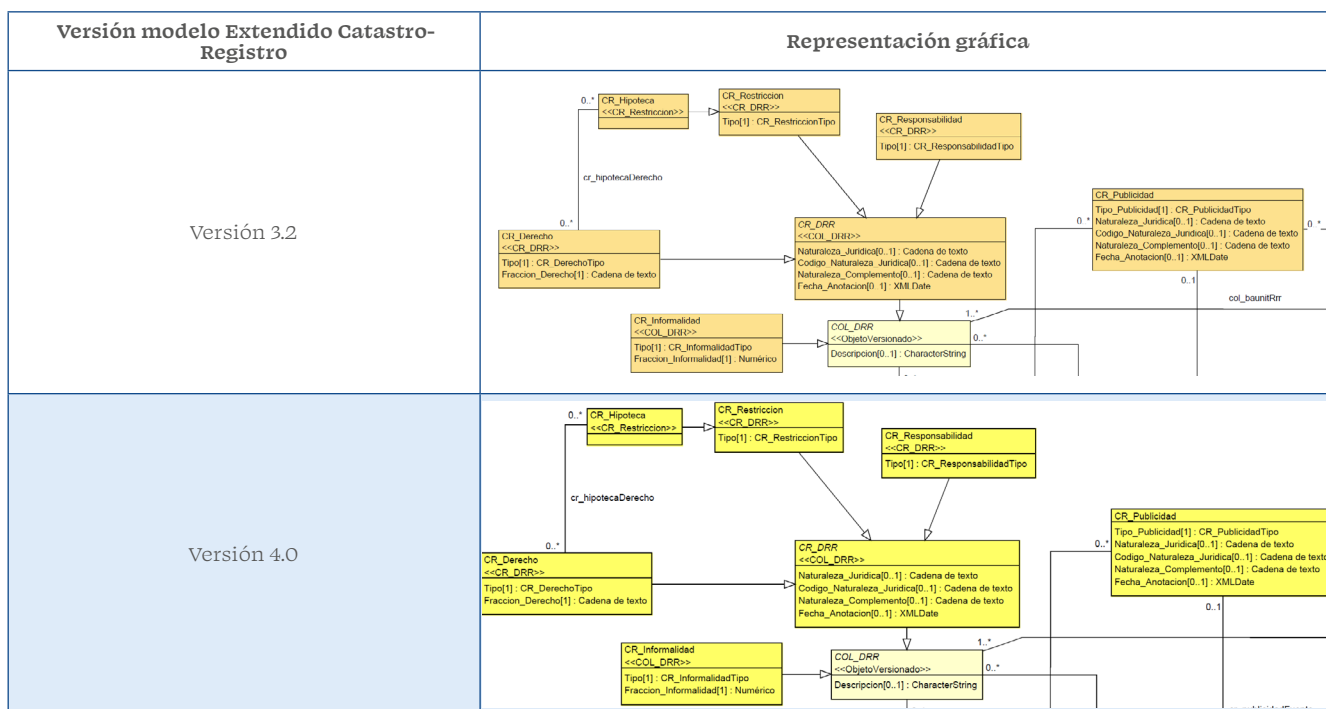 Versión modelo Extendido Catastro-
Registro
Representación gráfica
Versión 3.2
0..*
CR_Hipoteca
<<CR_Restriccion>>
CR_Rostriccion
<<CR_DRR>>
Tipo[1] : CR_RestriccionTipo
CR_Responsabilidad
<<CR_DRR>>
Tipo[1] : CR_ResponsabilidadTipo
cr_hipotecaDerecho
0..*
CR_Derecho
<<CR_DRR>>
Tipo[1] : CR_DerechoTipo
Fraccion_Derecho[1] : Cadena de texto
CR_DRR
<<COL_DRR>>
Naturaleza_Juridica[0..1] : Cadena de texto
Codigo_Naturaleza_Juridica[0..1] : Cadena de texto
Naturaleza_Complemento[0..1] : Cadena de texto
Fecha_Anotacion[0..1] : XMLDate
CR_Publicidad
Tipo_Publicidad[1] : CR_PublicidadTipo
Naturaleza_Juridica[0..1] : Cadena de texto
Codigo_Naturaleza_Juridica[0..1] : Cadena de texto
Naturaleza_Complemento[0..1] : Cadena de texto
Fecha_Anotacion[0..1] : XMLDate
0..*
0..*
0..1
col_baunitRrr
CR_Informalidad
<<COL_DRR>>
Tipo[1] : CR_InformalidadTipo
Fraccion_Informalidad[1] : Numérico
COL_DRR
<<ObjetoVersionado>>
Descripcion[0..1] : CharacterString
1..*
0..*
Versión 4.0
0..*
CR_Hipoteca
<<CR_Restriccion>>
CR_Restriccion
<<CR_DRR>>
Tipo[1] : CR_RestriccionTipo
CR_Responsabilidad
<<CR_DRR>>
Tipo[1] : CR_ResponsabilidadTipo
cr_hipotecaDerecho
0..*
CR_Derecho
<<CR_DRR>>
Tipo[1] : CR_DerechoTipo
Fraccion_Derecho[1] : Cadena de texto
CR_DRR
<<COL_DRR>>
Naturaleza_Juridica[0..1] : Cadena de texto
Codigo_Naturaleza_Juridica[0..1] : Cadena de texto
Naturaleza_Complemento[0..1] : Cadena de texto
Fecha_Anotacion[0..1] : XMLDate
CR_Publicidad
Tipo_Publicidad[1] : CR_PublicidadTipo
Naturaleza_Juridica[0..1] : Cadena de texto
Codigo_Naturaleza_Juridica[0..1] : Cadena de texto
Naturaleza_Complemento[0..1] : Cadena de texto
Fecha_Anotacion[0..1] : XMLDate
0..*
0..1
CR_Informalidad
<<COL_DRR>>
Tipo[1] : CR_InformalidadTipo
Fraccion_Informalidad[1] : Numérico
COL_DRR
<<ObjetoVersionado>>
Descripcion[0..1] : CharacterString
1..*
0..*